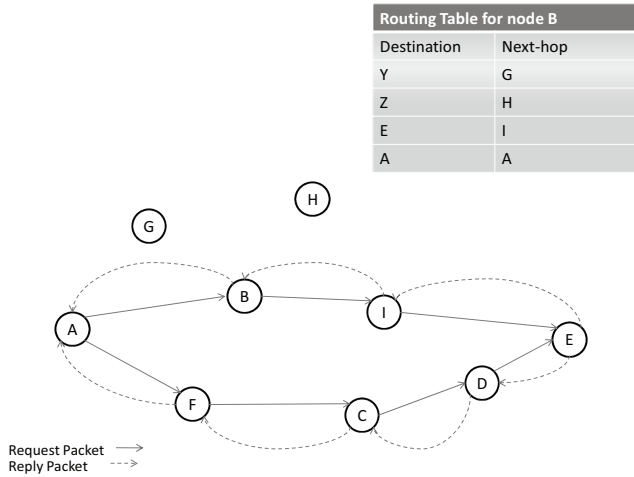 Routing Table for node B
Destination Next-hop
Y G
Z H
E I
A A
H
G
B
I
A
E
D
F
C
Request Packet
Reply Packet